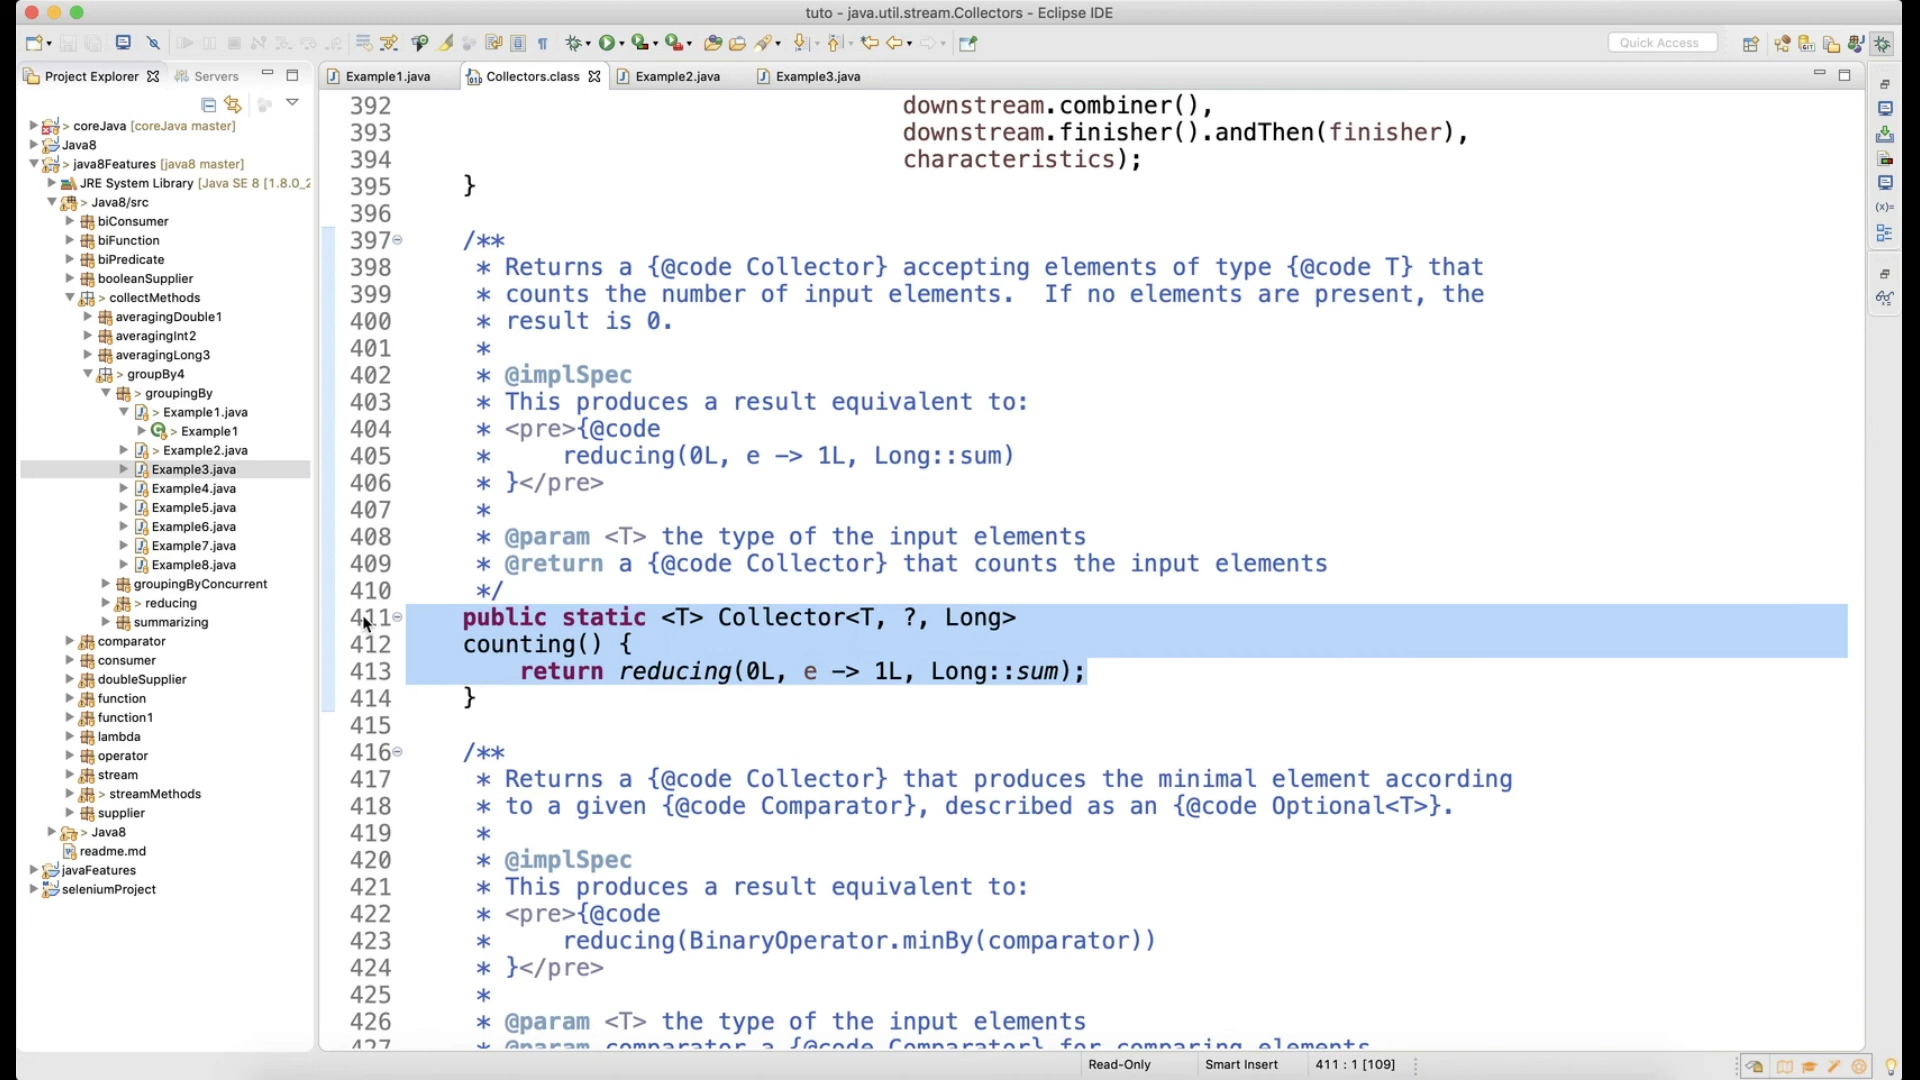 tuto - java.util.stream.Collectors - Eclipse IDE
Quick Access
Project Explorer
Servers
Example1.java
Collectors.class
Example2.java
Example3.java
> coreJava [coreJava master]
Java8
> java8Features [java8 master]
JRE System Library [Java SE 8 [1.8.0_2
> Java8/src
biConsumer
biFunction
biPredicate
booleanSupplier
> collectMethods
averagingDouble1
averagingInt2
averagingLong3
> groupBy4
> groupingBy
> Example1.java
> Example1
> Example2.java
Example3.java
Example4.java
Example5.java
Example6.java
Example7.java
Example8.java
groupingByConcurrent
> reducing
summarizing
comparator
consumer
doubleSupplier
function
function1
lambda
operator
stream
> streamMethods
supplier
> Java8
readme.md
javaFeatures
seleniumProject
392 downstream.combiner(),
393 downstream.finisher().andThen(finisher),
394 characteristics);
395 }
396
397 /**
398 * Returns a {@code Collector} accepting elements of type {@code T} that
399 * counts the number of input elements.  If no elements are present, the
400 * result is 0.
401 *
402 * @implSpec
403 * This produces a result equivalent to:
404 * <pre>{@code
405 *     reducing(0L, e -> 1L, Long::sum)
406 * }</pre>
407 *
408 * @param <T> the type of the input elements
409 * @return a {@code Collector} that counts the input elements
410 */
411 public static <T> Collector<T, ?, Long>
412 counting() {
413 return reducing(0L, e -> 1L, Long::sum);
414 }
415
416 /**
417 * Returns a {@code Collector} that produces the minimal element according
418 * to a given {@code Comparator}, described as an {@code Optional<T>}.
419 *
420 * @implSpec
421 * This produces a result equivalent to:
422 * <pre>{@code
423 *     reducing(BinaryOperator.minBy(comparator))
424 * }</pre>
425 *
426 * @param <T> the type of the input elements
427 * @param comparator a {@code Comparator} for comparing elements
(x)=
Read-Only
Smart Insert
411 : 1 [109]